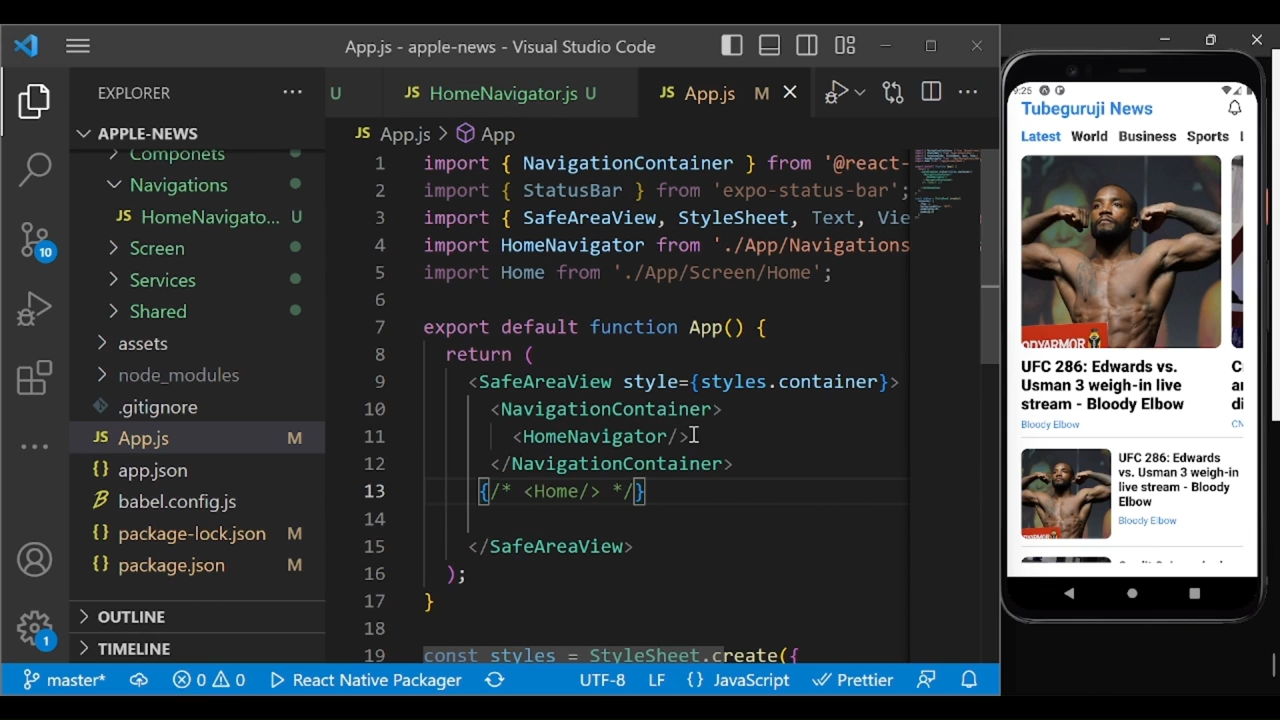 App.js - apple-news - Visual Studio Code
EXPLORER
APPLE-NEWS
Componets
Navigations
JS HomeNavigato... U
Screen
Services
Shared
assets
node_modules
.gitignore
JS App.js M
{} app.json
babel.config.js
{} package-lock.json M
{} package.json M
OUTLINE
TIMELINE
10
1
U
JS HomeNavigator.js U
JS App.js M
JS App.js > App
1 import { NavigationContainer } from '@react-
2 import { StatusBar } from 'expo-status-bar';
3 import { SafeAreaView, StyleSheet, Text, Vie
4 import HomeNavigator from './App/Navigations
5 import Home from './App/Screen/Home';
6
7 export default function App() {
8 return (
9 <SafeAreaView style={styles.container}>
10 <NavigationContainer>
11 <HomeNavigator/>
12 </NavigationContainer>
13 {/* <Home/> */}
14
15 </SafeAreaView>
16 );
17 }
18
19 const styles = StyleSheet.create({
master* 0 0 React Native Packager UTF-8 LF {} JavaScript Prettier
9:25
Tubeguruji News
Latest World Business Sports
UFC 286: Edwards vs.
Usman 3 weigh-in live
stream - Bloody Elbow
Bloody Elbow
CN
UFC 286: Edwards
vs. Usman 3 weigh-in
live stream - Bloody
Elbow
Bloody Elbow